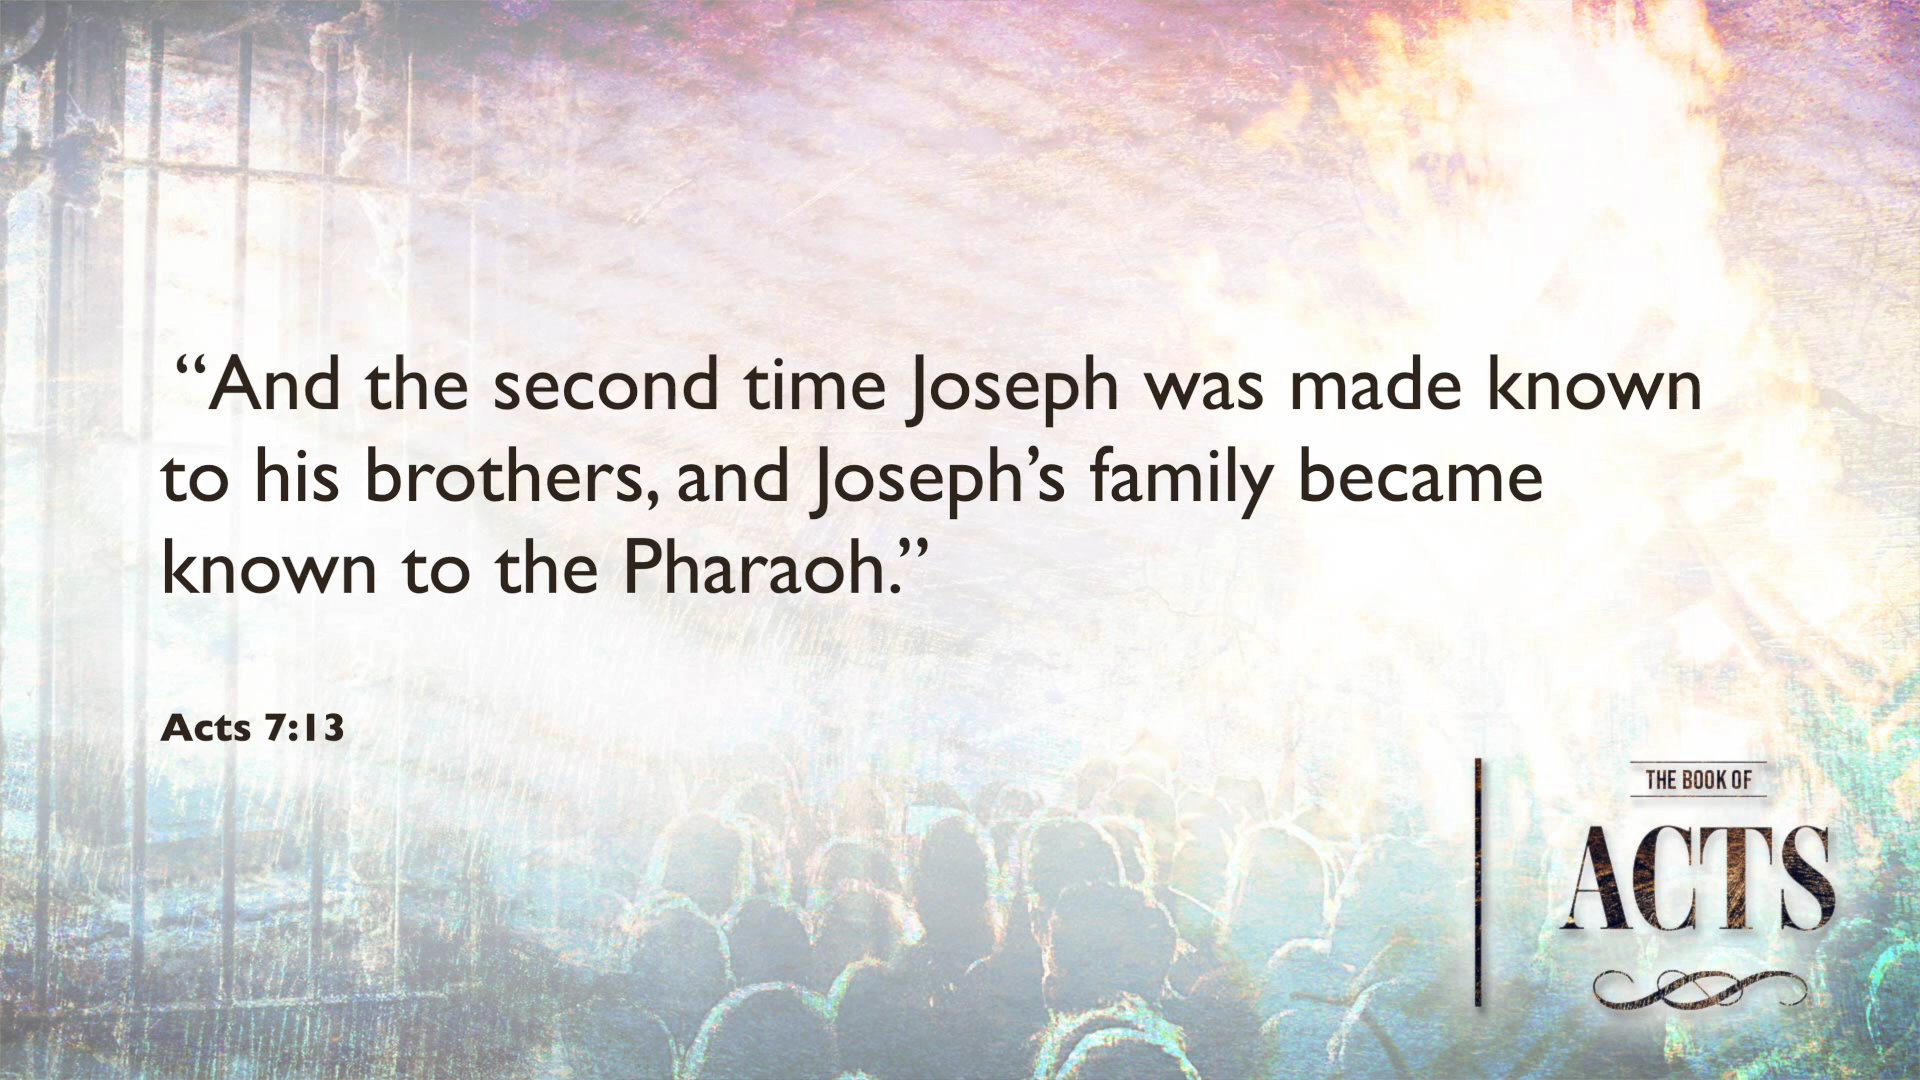 “And the second time Joseph was made known
to his brothers, and Joseph’s family became
known to the Pharaoh.”
Acts 7:13
THE BOOK OF
ACTS